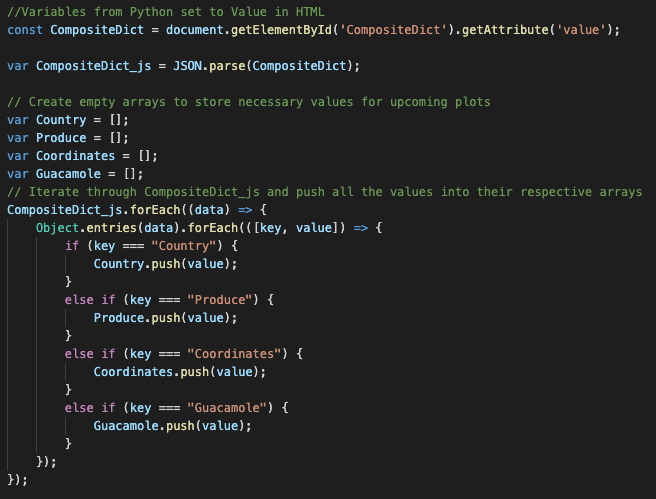 //Variables from Python set to Value in HTML
const CompositeDict = document.getElementById('CompositeDict').getAttribute('value');
var CompositeDict_js = JSON.parse(CompositeDict);
// Create empty arrays to store necessary values for upcoming plots
var Country = [];
var Produce = [];
var Coordinates = [];
var Guacamole = [];
// Iterate through CompositeDict_js and push all the values into their respective arrays
CompositeDict_js.forEach((data) => {
    Object.entries(data).forEach(([key, value]) => {
        if (key === "Country") {
            Country.push(value);
        }
        else if (key === "Produce") {
            Produce.push(value);
        }
        else if (key === "Coordinates") {
            Coordinates.push(value);
        }
        else if (key === "Guacamole") {
            Guacamole.push(value);
        }
    });
});